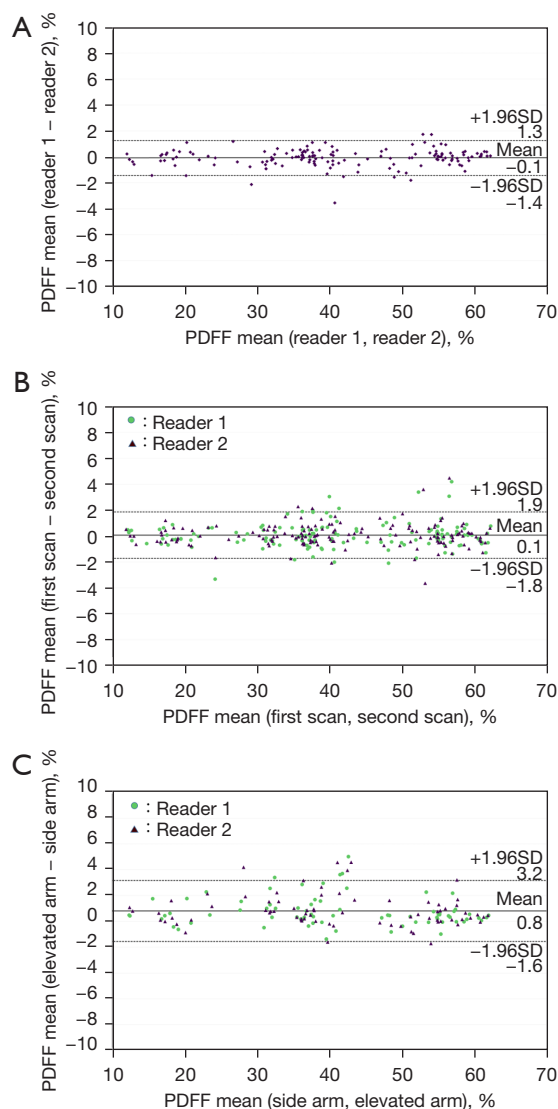 A
PDFF mean (reader 1 – reader 2), %
10
8
6
4
2
0
−2
−4
−6
−8
−10
+1.96SD
1.3
Mean
−0.1
−1.96SD
−1.4
10 20 30 40 50 60 70
PDFF mean (reader 1, reader 2), %
B
PDFF mean (first scan – second scan), %
10
8
6
4
2
0
−2
−4
−6
−8
−10
: Reader 1
: Reader 2
+1.96SD
1.9
Mean
0.1
−1.96SD
−1.8
10 20 30 40 50 60 70
PDFF mean (first scan, second scan), %
C
PDFF mean (elevated arm – side arm), %
10
8
6
4
2
0
−2
−4
−6
−8
−10
: Reader 1
: Reader 2
+1.96SD
3.2
Mean
0.8
−1.96SD
−1.6
10 20 30 40 50 60 70
PDFF mean (side arm, elevated arm), %